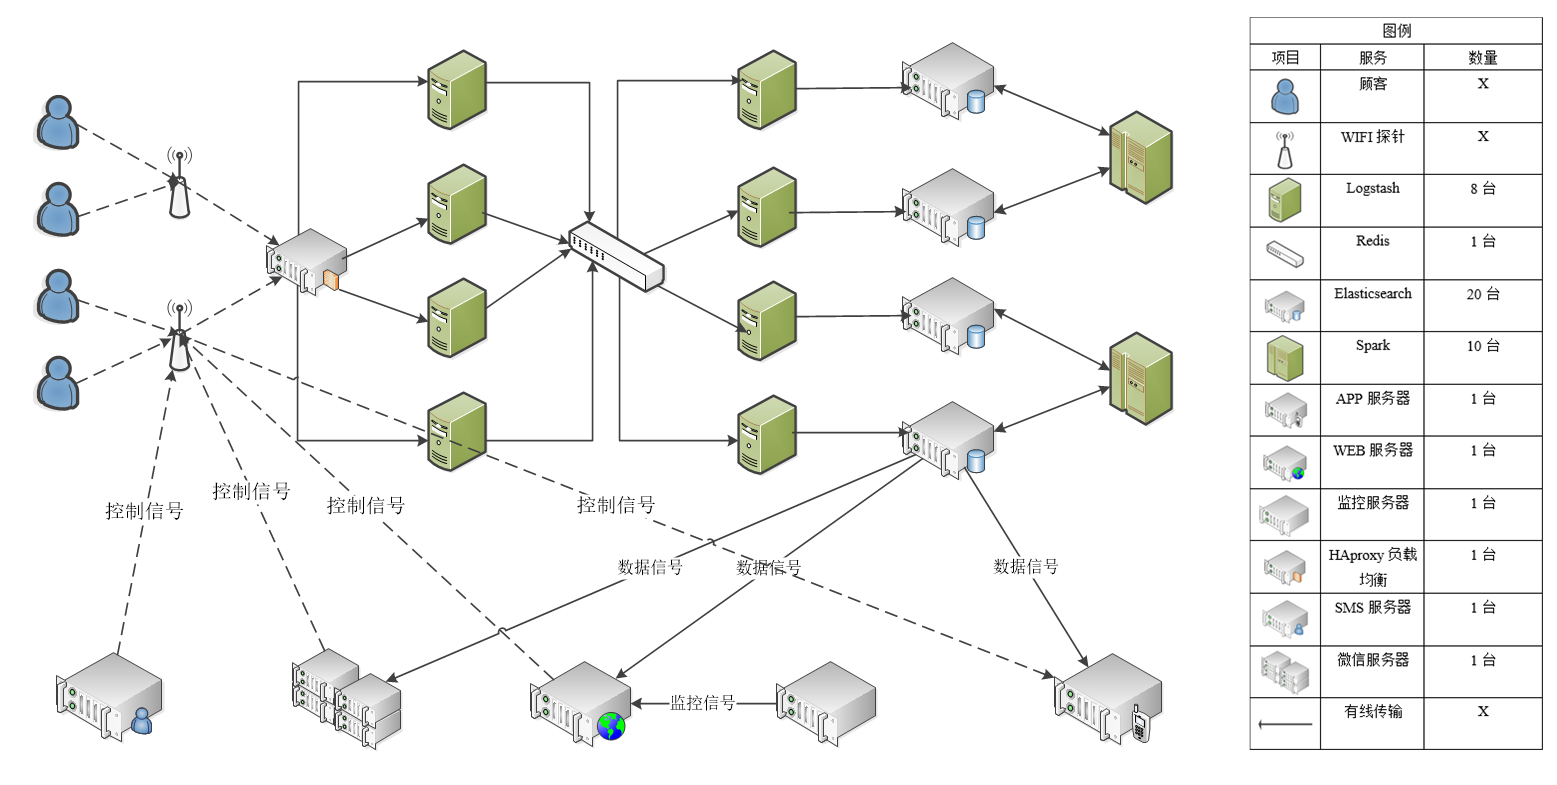 控制信号
控制信号
控制信号
控制信号
数据信号
数据信号
数据信号
监控信号
图例
项目 服务 数量
顾客 X
WIFI 探针 X
Logstash 8 台
Redis 1 台
Elasticsearch 20 台
Spark 10 台
APP 服务器 1 台
WEB 服务器 1 台
监控服务器 1 台
HAproxy 负载 1 台
均衡
SMS 服务器 1 台
微信服务器 1 台
有线传输 X